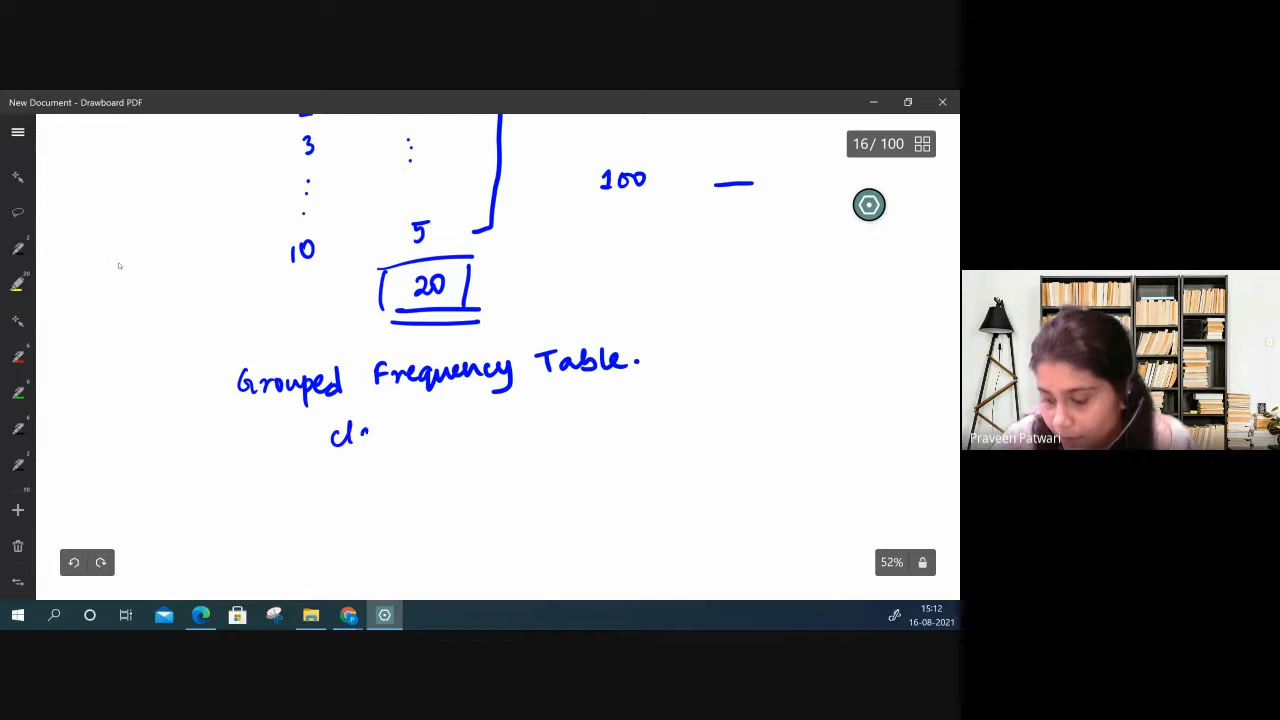 New Document - Drawboard PDF
3
16 / 100
100
5
10
20
Grouped Frequency Table.
Praveen Patwari
52%
15:12
16-08-2021